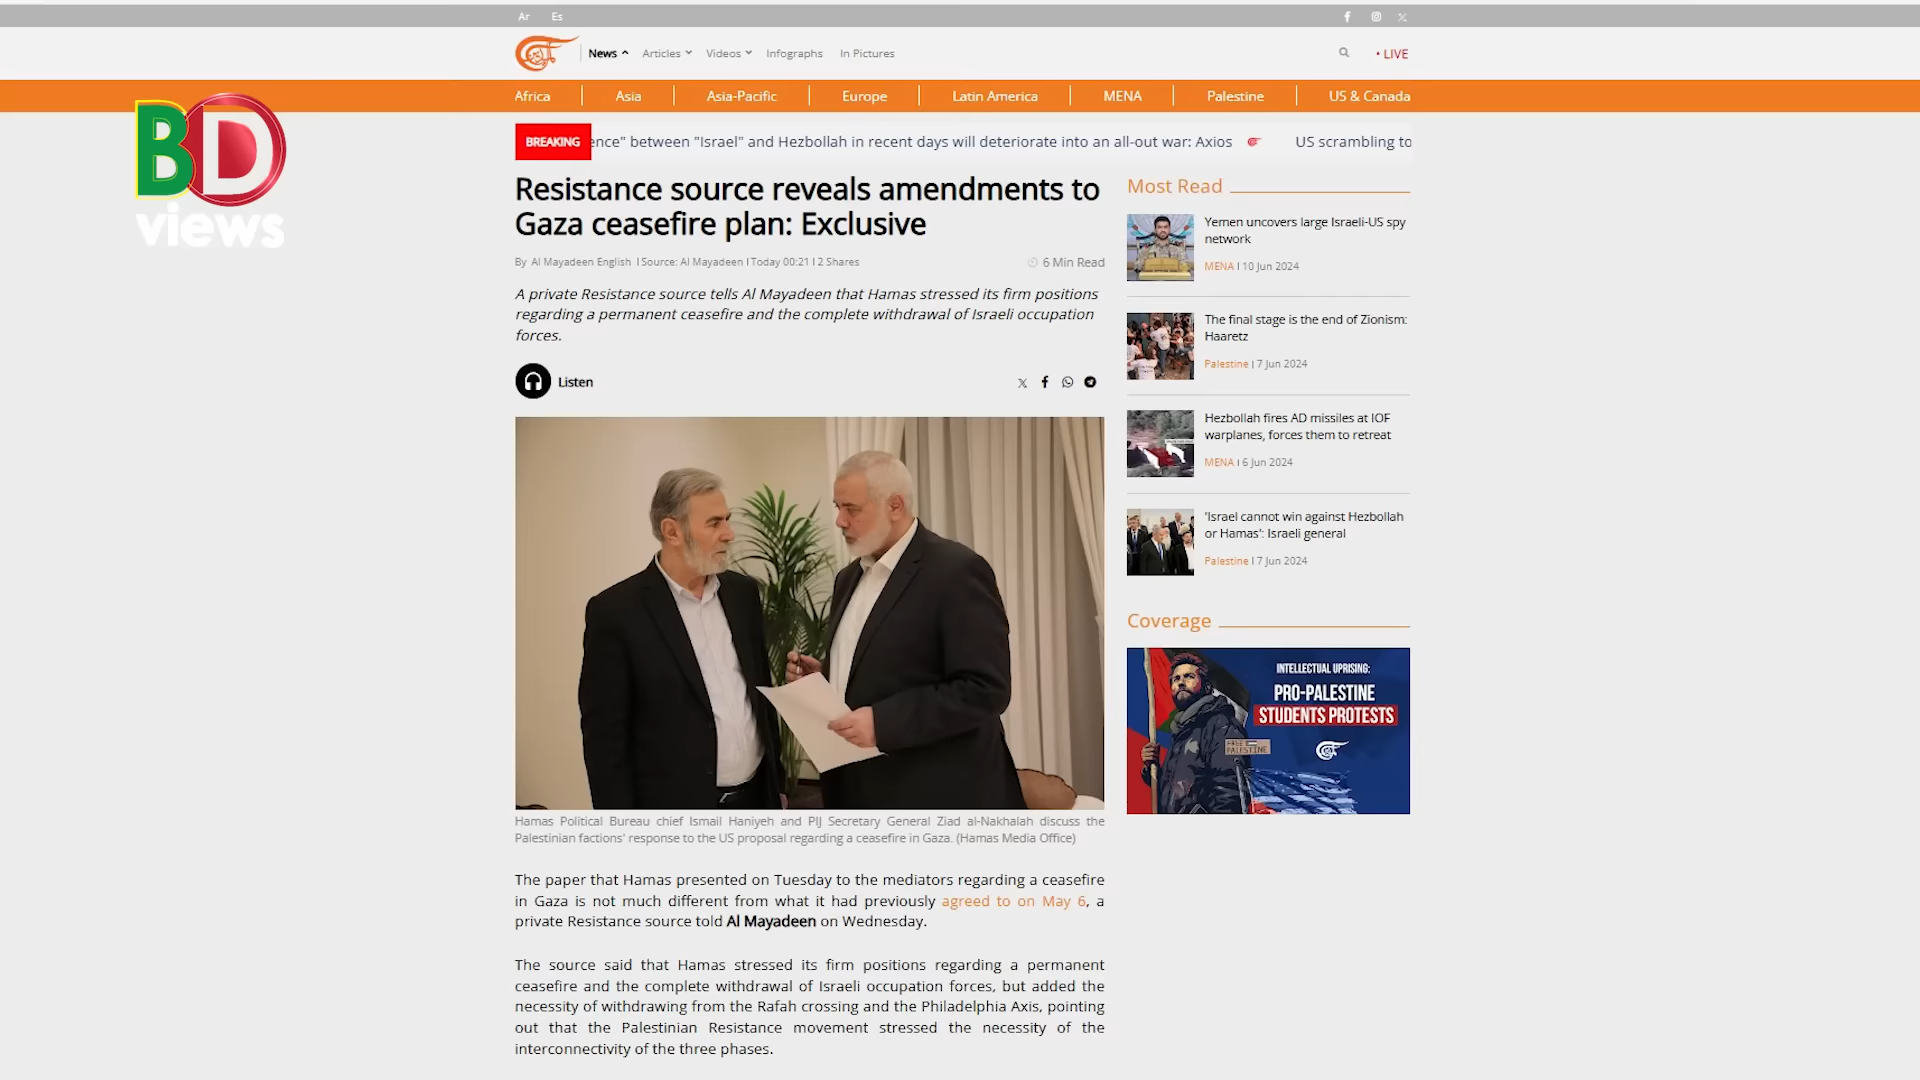 Ar Es
News Articles Videos Infographs In Pictures
• LIVE
Africa Asia Asia-Pacific Europe Latin America MENA Palestine US & Canada
BD
views
BREAKING ence" between "Israel" and Hezbollah in recent days will deteriorate into an all-out war: Axios US scrambling to
Resistance source reveals amendments to
Gaza ceasefire plan: Exclusive
By Al Mayadeen English | Source: Al Mayadeen | Today 00:21 | 2 Shares
6 Min Read
A private Resistance source tells Al Mayadeen that Hamas stressed its firm positions
regarding a permanent ceasefire and the complete withdrawal of Israeli occupation
forces.
Listen
Hamas Political Bureau chief Ismail Haniyeh and PIJ Secretary General Ziad al-Nakhalah discuss the
Palestinian factions' response to the US proposal regarding a ceasefire in Gaza. (Hamas Media Office)
The paper that Hamas presented on Tuesday to the mediators regarding a ceasefire
in Gaza is not much different from what it had previously agreed to on May 6, a
private Resistance source told Al Mayadeen on Wednesday.
The source said that Hamas stressed its firm positions regarding a permanent
ceasefire and the complete withdrawal of Israeli occupation forces, but added the
necessity of withdrawing from the Rafah crossing and the Philadelphia Axis, pointing
out that the Palestinian Resistance movement stressed the necessity of the
interconnectivity of the three phases.
Most Read
Yemen uncovers large Israeli-US spy
network
MENA | 10 Jun 2024
The final stage is the end of Zionism:
Haaretz
Palestine | 7 Jun 2024
Hezbollah fires AD missiles at IOF
warplanes, forces them to retreat
MENA | 6 Jun 2024
'Israel cannot win against Hezbollah
or Hamas': Israeli general
Palestine | 7 Jun 2024
Coverage
INTELLECTUAL UPRISING:
PRO-PALESTINE
STUDENTS PROTESTS
FREE
PALESTINE